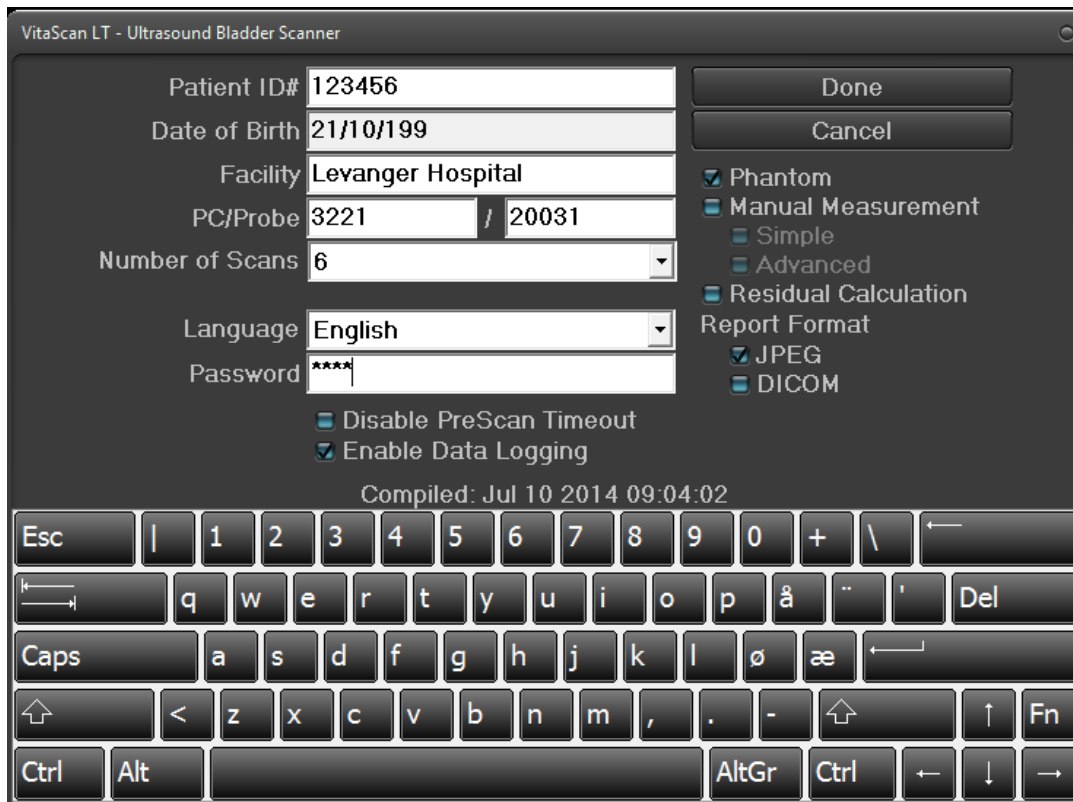 VitaScan LT - Ultrasound Bladder Scanner
Patient ID# 123456
Done
Date of Birth 21/10/199
Cancel
Facility Levanger Hospital
Phantom
PC/Probe 3221 / 20031
Manual Measurement
Simple
Number of Scans 6
Advanced
Residual Calculation
Language English
Report Format
JPEG
Password ****
DICOM
Disable PreScan Timeout
Enable Data Logging
Compiled: Jul 10 2014 09:04:02
Esc | 1 2 3 4 5 6 7 8 9 0 + \ ←
q w e r t y u i o p å ¨ ' Del
Caps a s d f g h j k l ø æ
< z x c v b n m , . - ↑ Fn
Ctrl Alt AltGr Ctrl ← ↓ →